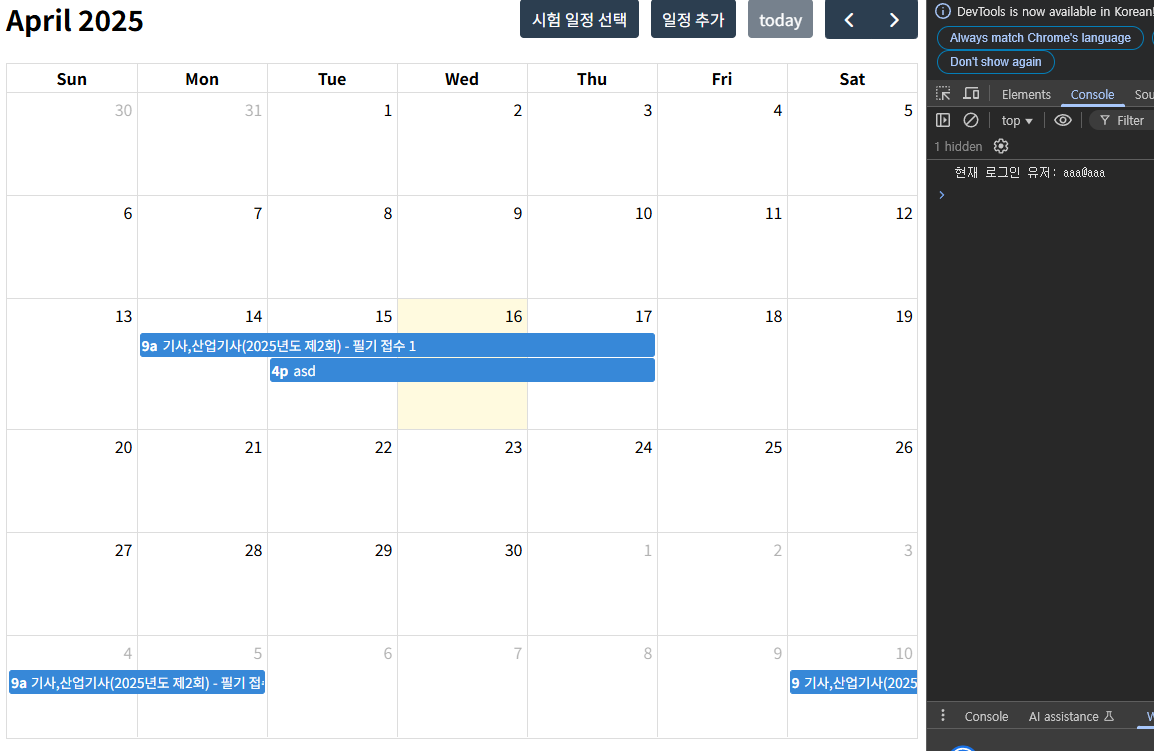 April 2025
시험 일정 선택
일정 추가
today
Sun Mon Tue Wed Thu Fri Sat
30 31 1 2 3 4 5
6 7 8 9 10 11 12
13 14 15 16 17 18 19
9a 기사,산업기사(2025년도 제2회) - 필기 접수 1
4p asd
20 21 22 23 24 25 26
27 28 29 30 1 2 3
4 5 6 7 8 9 10
9a 기사,산업기사(2025년도 제2회) - 필기 접
9 기사,산업기사(2025
DevTools is now available in Korean!
Always match Chrome's language
Don't show again
Elements Console Sou
top Filter
1 hidden
현재 로그인 유저: aaa@aaa
Console AI assistance W